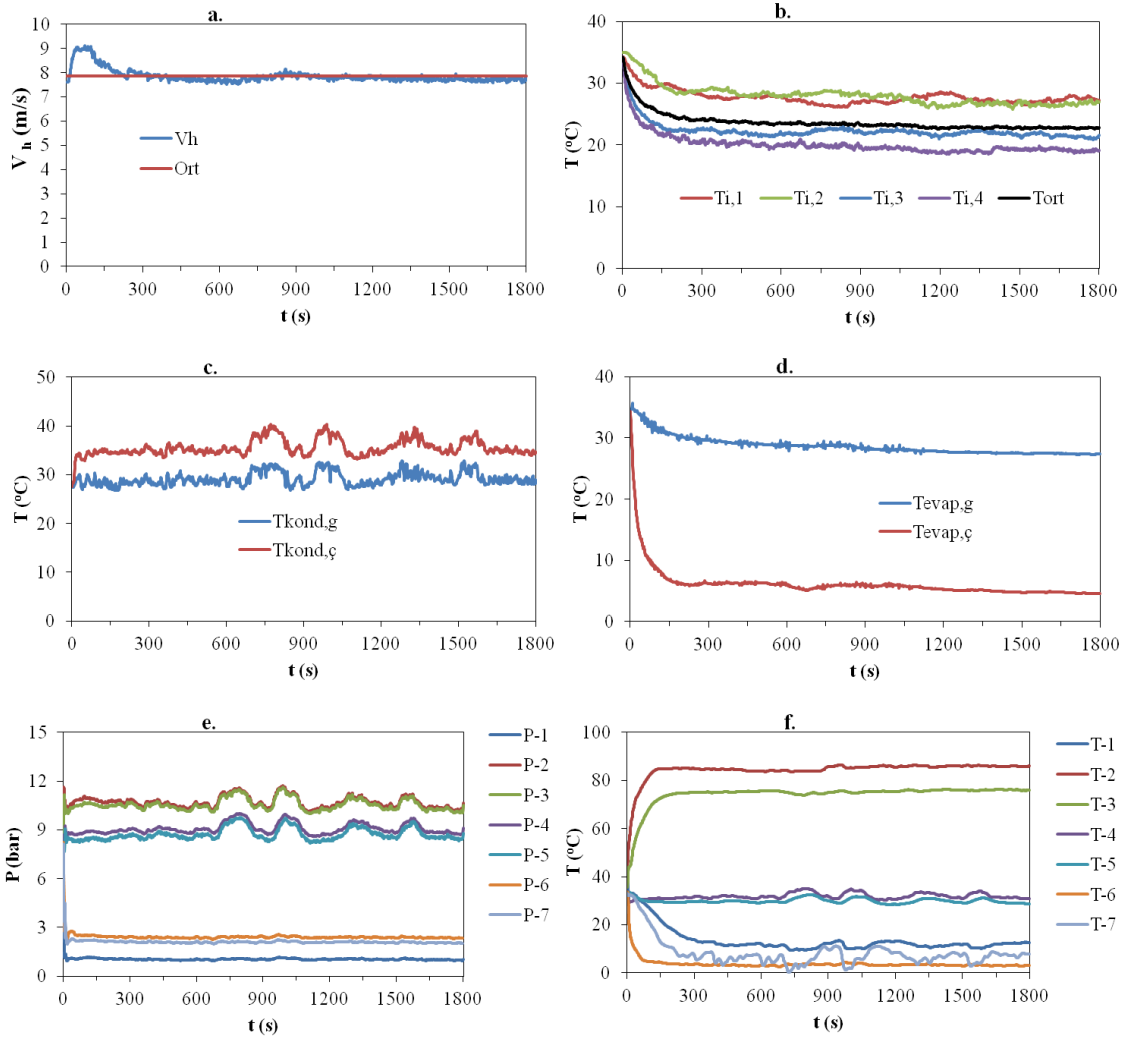 a.
10
9
8
7
6
5
4
3
2
1
0
V h (m/s)
Vh
Ort
0 300 600 900 1200 1500 1800
t (s)
b.
40
30
20
10
0
T (°C)
Ti,1 Ti,2 Ti,3 Ti,4 Tort
0 300 600 900 1200 1500 1800
t (s)
c.
50
40
30
20
10
0
T (°C)
Tkond,g
Tkond,ç
0 300 600 900 1200 1500 1800
t (s)
d.
40
30
20
10
0
T (°C)
Tevap,g
Tevap,ç
0 300 600 900 1200 1500 1800
t (s)
e.
15
12
9
6
3
0
P (bar)
P-1
P-2
P-3
P-4
P-5
P-6
P-7
0 300 600 900 1200 1500 1800
t (s)
f.
100
80
60
40
20
0
T (°C)
T-1
T-2
T-3
T-4
T-5
T-6
T-7
0 300 600 900 1200 1500 1800
t (s)